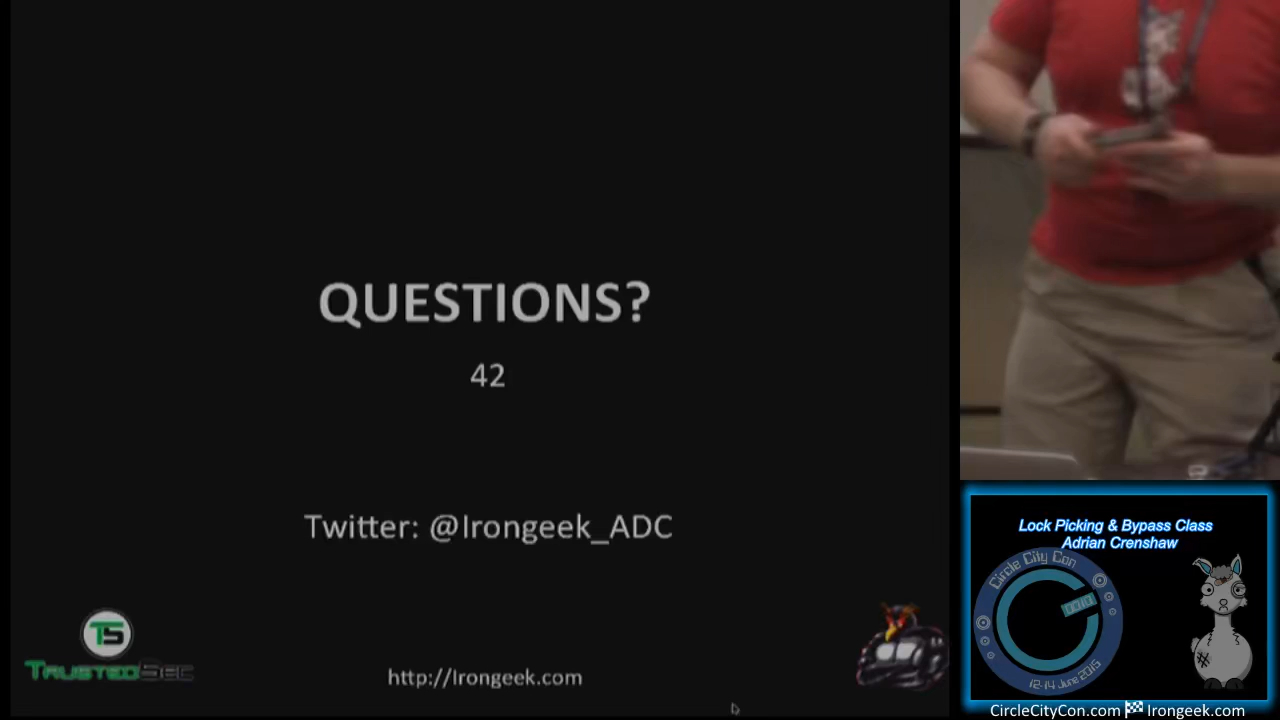 QUESTIONS?
42
Twitter: @Irongeek_ADC
TS
TRUSTEDSEC
http://Irongeek.com
Lock Picking & Bypass Class
Adrian Crenshaw
Circle City Con
12-14 June 2015
CircleCityCon.com Irongeek.com